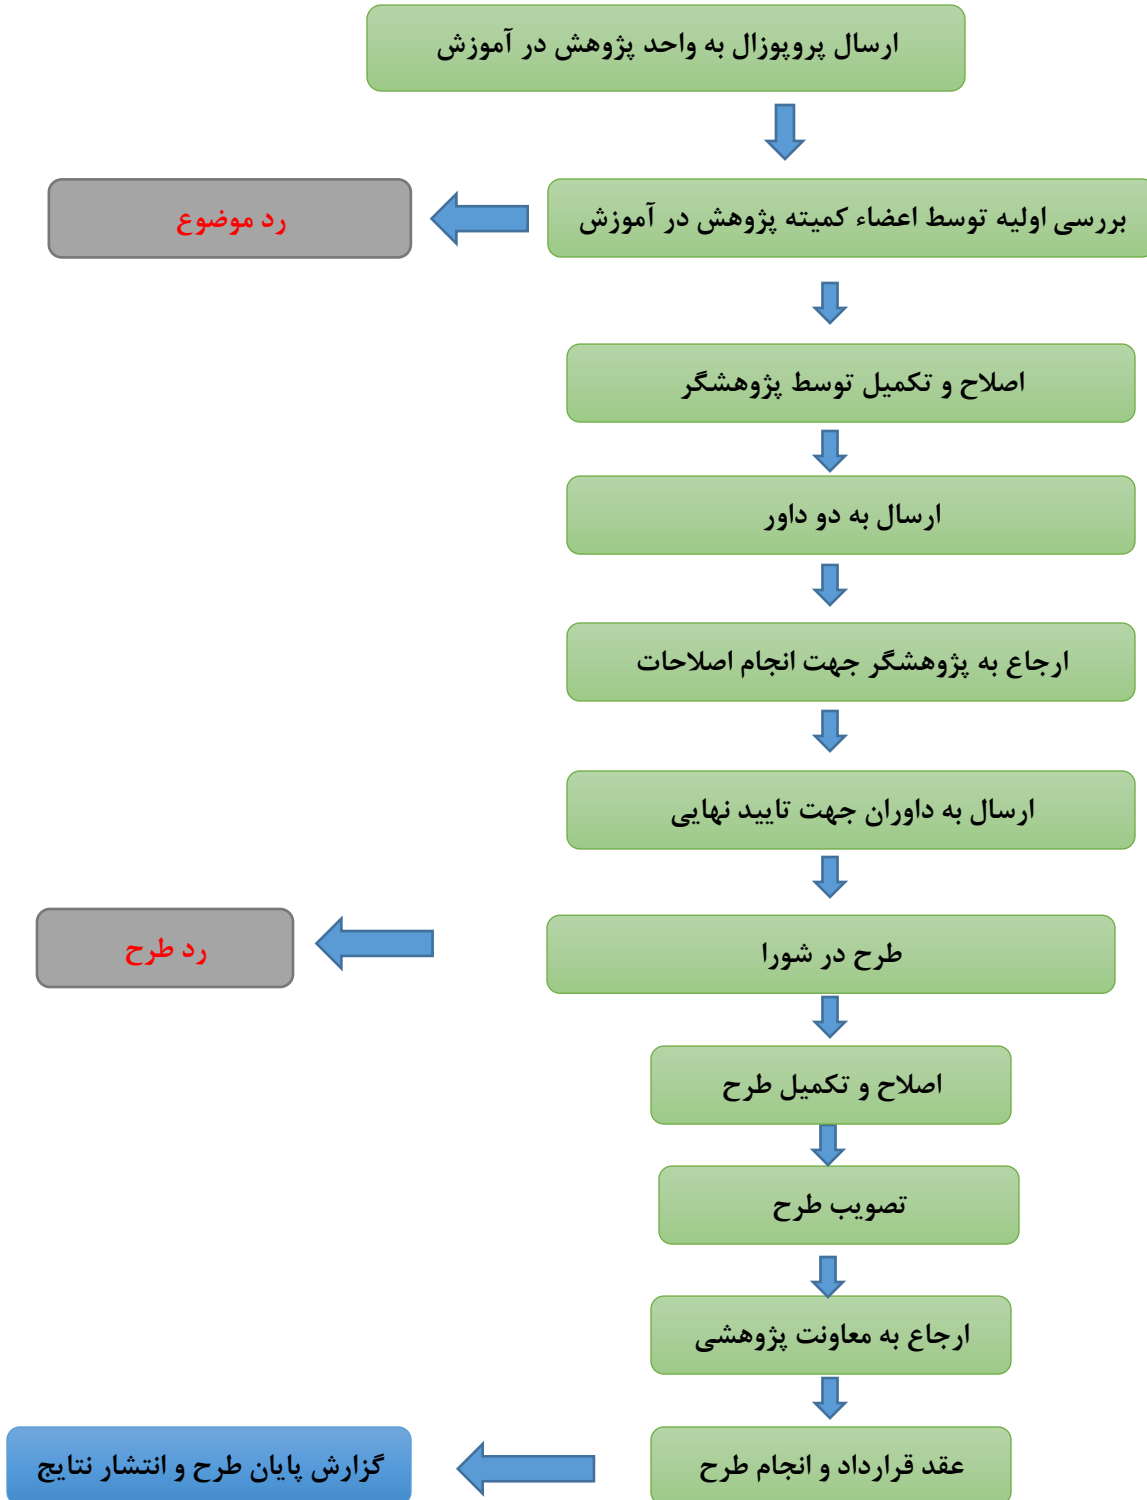 ارسال پروپوزال به واحد پژوهش در آموزش
بررسی اولیه توسط اعضاء کمیته پژوهش در آموزش
رد موضوع
اصلاح و تکمیل توسط پژوهشگر
ارسال به دو داور
ارجاع به پژوهشگر جهت انجام اصلاحات
ارسال به داوران جهت تایید نهایی
طرح در شورا
رد طرح
اصلاح و تکمیل طرح
تصویب طرح
ارجاع به معاونت پژوهشی
عقد قرارداد و انجام طرح
گزارش پایان طرح و انتشار نتایج